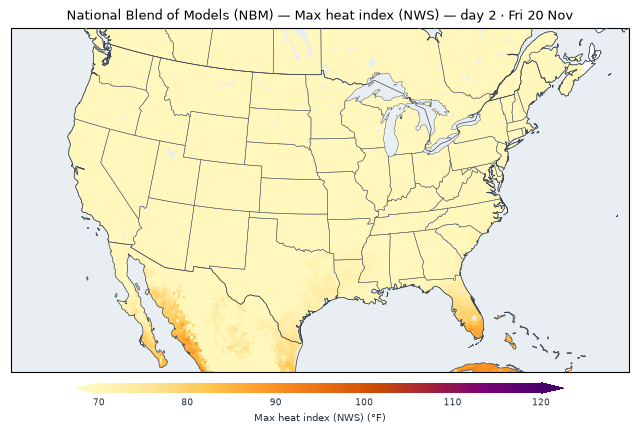 National Blend of Models (NBM) — Max heat index (NWS) — day 2 · Fri 20 Nov
70 80 90 100 110 120
Max heat index (NWS) (°F)